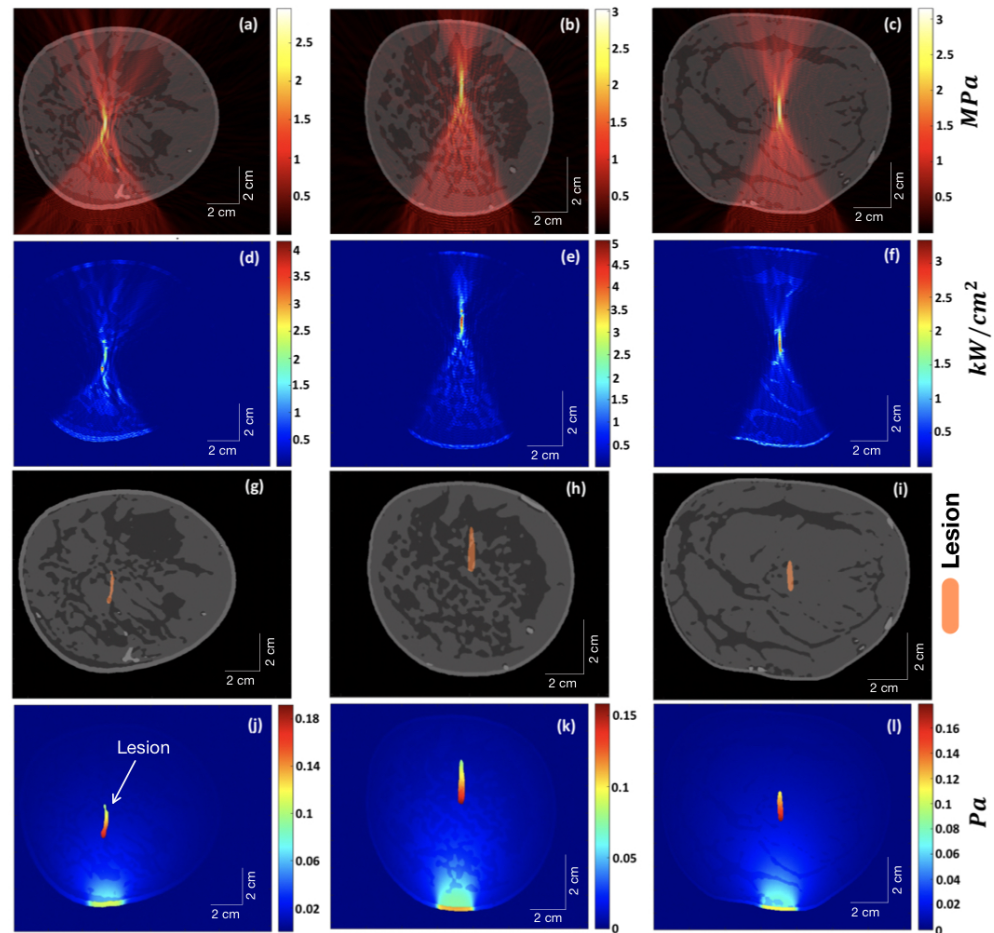 (a)
2.5
2
1.5
1
0.5
2 cm
2 cm
(b)
3
2.5
2
1.5
1
0.5
2 cm
2 cm
(c)
3
2.5
2
1.5
1
0.5
2 cm
2 cm
MPa
(d)
4
3.5
3
2.5
2
1.5
1
0.5
2 cm
2 cm
(e)
5
4.5
4
3.5
3
2.5
2
1.5
1
0.5
2 cm
2 cm
(f)
3
2.5
2
1.5
1
0.5
2 cm
2 cm
kW/cm²
(g)
2 cm
2 cm
(h)
2 cm
2 cm
(i)
2 cm
2 cm
Lesion
(j)
Lesion
0.18
0.14
0.1
0.06
0.02
2 cm
2 cm
(k)
0.15
0.1
0.05
0
2 cm
2 cm
(l)
0.16
0.14
0.12
0.1
0.08
0.06
0.04
0.02
0
2 cm
2 cm
Pa